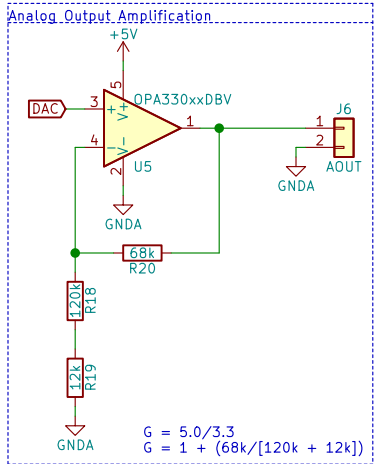 Analog Output Amplification
+5V
OPA330xxDBV
J6
DAC
3
+
5
V+
1
1
4
-
V-
2
2
U5
AOUT
GNDA
GNDA
68k
R20
120k
R18
12k
R19
GNDA
G = 5.0/3.3
G = 1 + (68k/[120k + 12k])